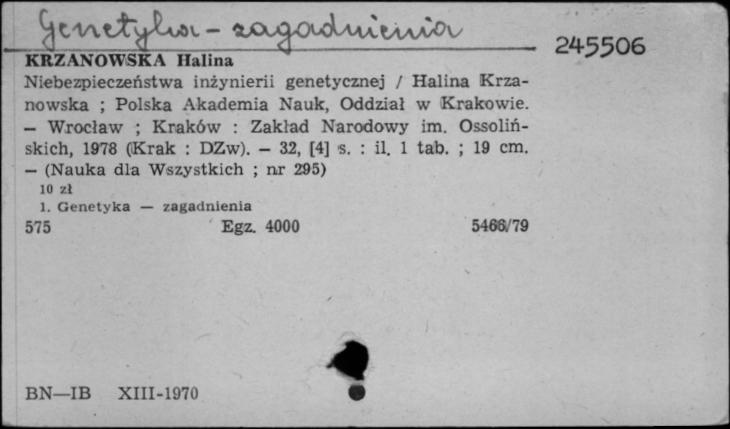 Genetyka - zagadnienia
245506
KRZANOWSKA Halina
Niebezpieczeństwa inżynierii genetycznej / Halina Krza-
nowska ; Polska Akademia Nauk, Oddział w Krakowie.
— Wrocław ; Kraków : Zakład Narodowy im. Ossoliń-
skich, 1978 (Krak : DZw). — 32, [4] s. : il. 1 tab. ; 19 cm.
— (Nauka dla Wszystkich ; nr 295)
10 zł
1. Genetyka — zagadnienia
575 Egz. 4000 5466/79
BN—IB XIII-1970